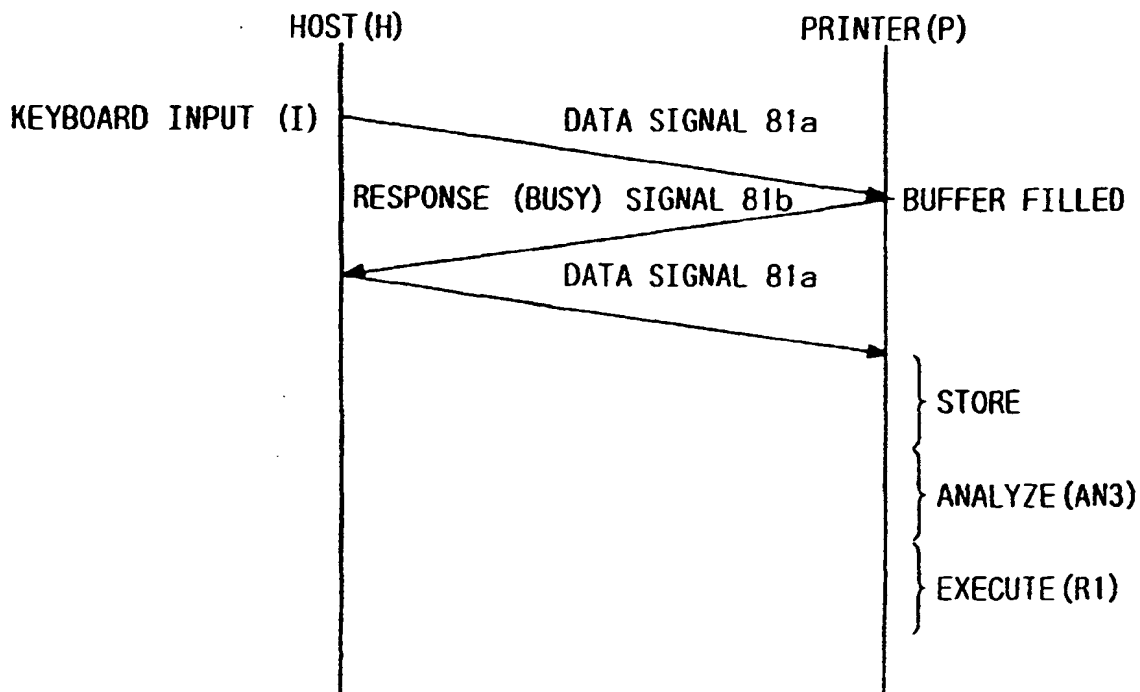 HOST(H)
PRINTER(P)
KEYBOARD INPUT (I)
DATA SIGNAL 81a
RESPONSE (BUSY) SIGNAL 81b
BUFFER FILLED
DATA SIGNAL 81a
STORE
ANALYZE(AN3)
EXECUTE(R1)